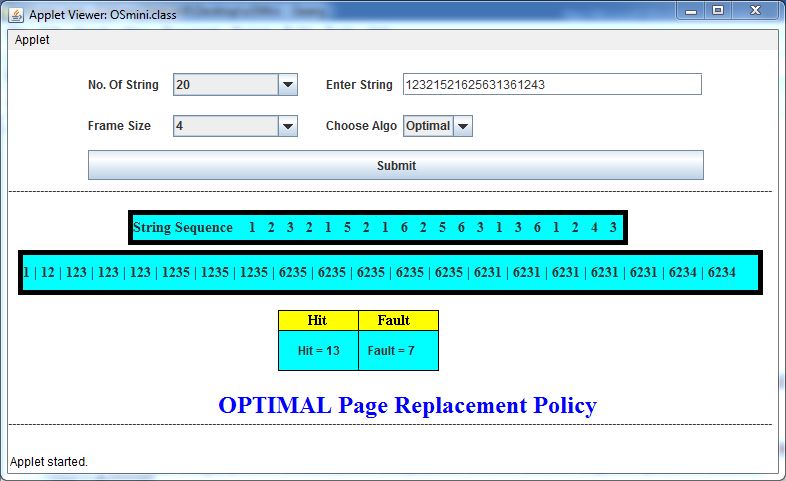 Applet Viewer: OSmini.class
Applet
No. Of String 20 Enter String 12321521625631361243
Frame Size 4 Choose Algo Optimal
Submit
String Sequence 1 2 3 2 1 5 2 1 6 2 5 6 3 1 3 6 1 2 4 3
1 | 12 | 123 | 123 | 123 | 1235 | 1235 | 1235 | 6235 | 6235 | 6235 | 6235 | 6235 | 6231 | 6231 | 6231 | 6231 | 6231 | 6234 | 6234
Hit Fault
Hit = 13 Fault = 7
OPTIMAL Page Replacement Policy
Applet started.